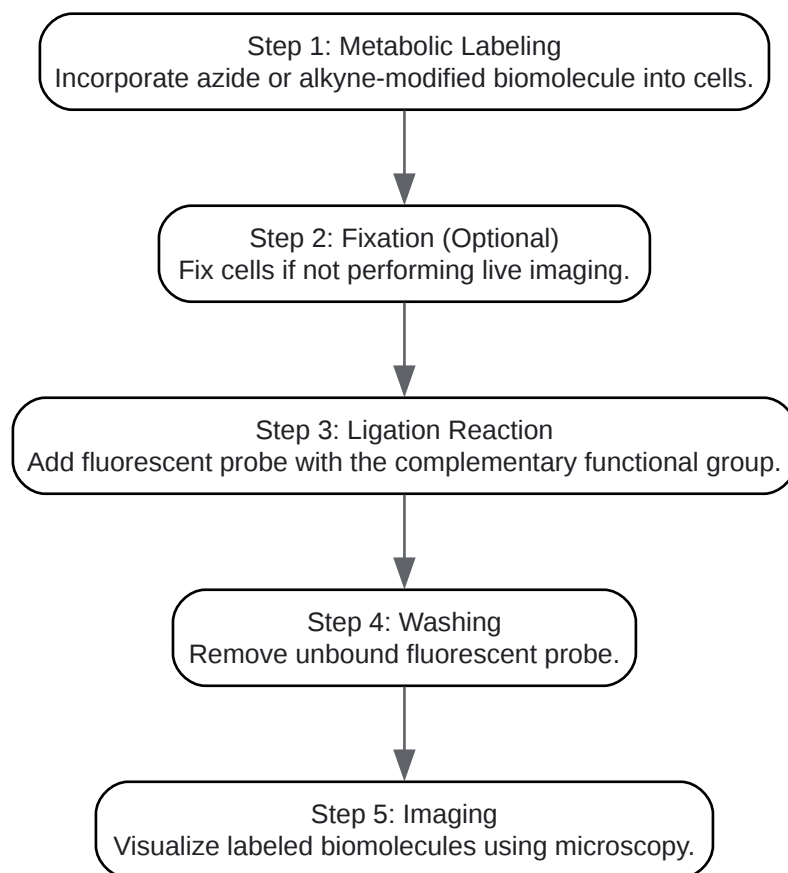 Step 1: Metabolic Labeling
Incorporate azide or alkyne-modified biomolecule into cells.
Step 2: Fixation (Optional)
Fix cells if not performing live imaging.
Step 3: Ligation Reaction
Add fluorescent probe with the complementary functional group.
Step 4: Washing
Remove unbound fluorescent probe.
Step 5: Imaging
Visualize labeled biomolecules using microscopy.